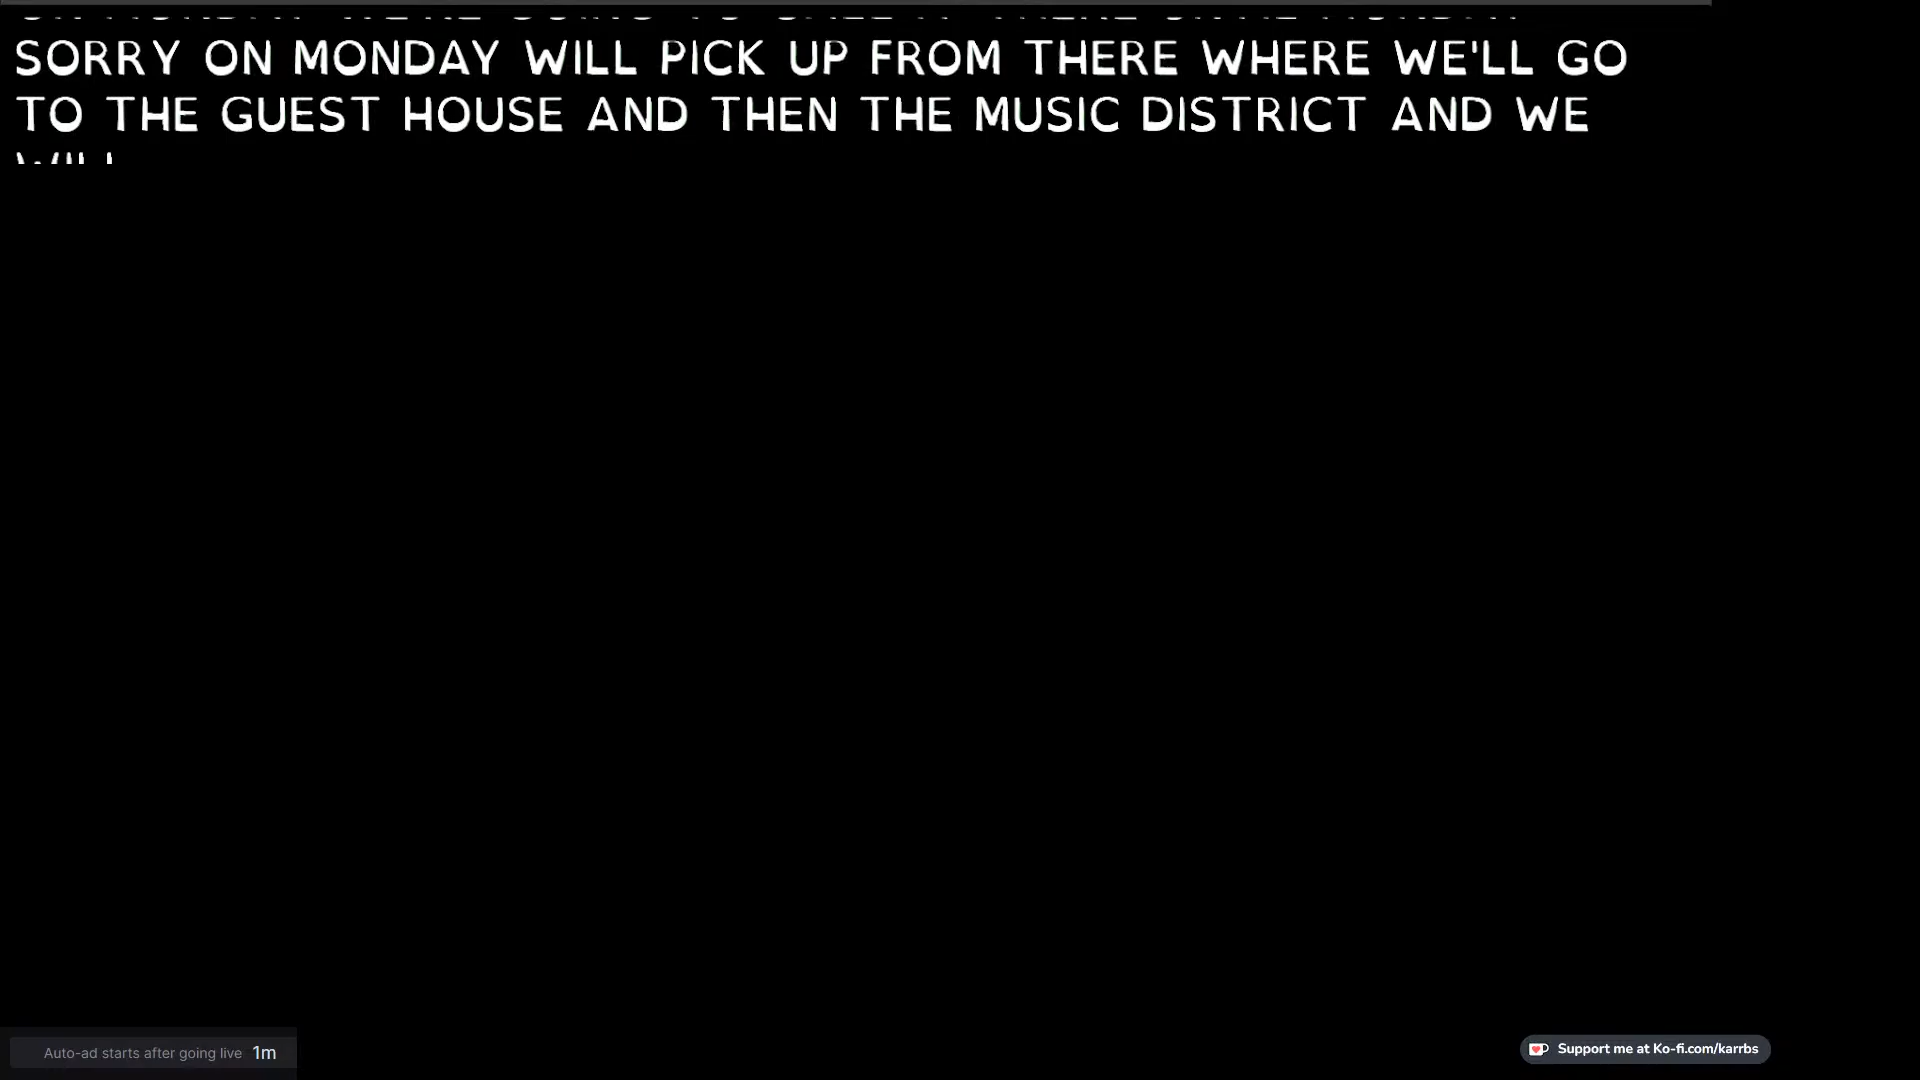 SORRY ON MONDAY WILL PICK UP FROM THERE WHERE WE'LL GO
TO THE GUEST HOUSE AND THEN THE MUSIC DISTRICT AND WE
WILL
Auto-ad starts after going live 1m
Support me at Ko-fi.com/karrbs